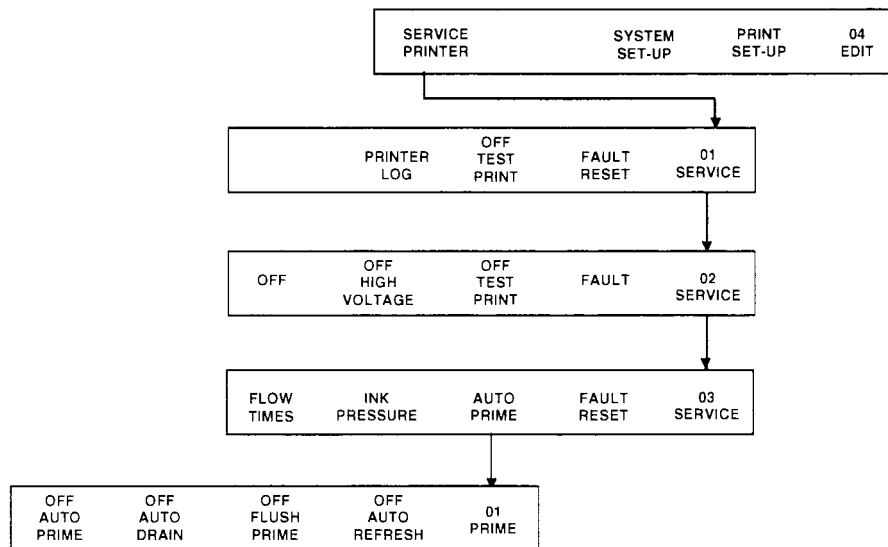 SERVICE SYSTEM PRINT 04
PRINTER SET-UP SET-UP EDIT
OFF
PRINTER TEST FAULT 01
LOG PRINT RESET SERVICE
OFF OFF
OFF HIGH TEST FAULT 02
VOLTAGE PRINT SERVICE
FLOW INK AUTO FAULT 03
TIMES PRESSURE PRIME RESET SERVICE
OFF OFF OFF OFF
AUTO AUTO FLUSH AUTO 01
PRIME DRAIN PRIME REFRESH PRIME